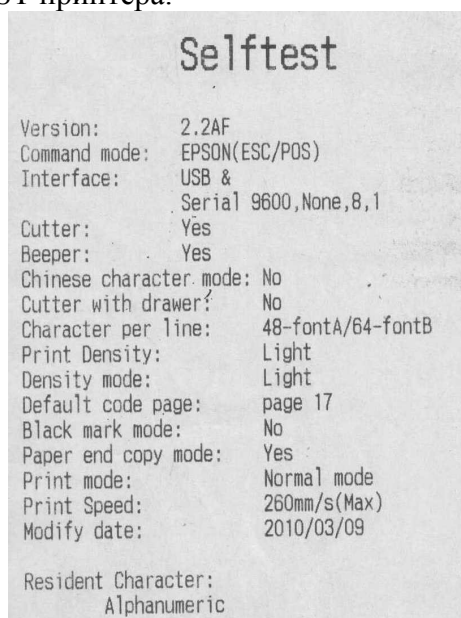 принтера.
Selftest
Version: 2.2AF
Command mode: EPSON(ESC/POS)
Interface: USB &
Serial 9600,None,8,1
Cutter: Yes
Beeper: Yes
Chinese character mode: No
Cutter with drawer: No
Character per line: 48-fontA/64-fontB
Print Density: Light
Density mode: Light
Default code page: page 17
Black mark mode: No
Paper end copy mode: Yes
Print mode: Normal mode
Print Speed: 260mm/s(Max)
Modify date: 2010/03/09
Resident Character:
Alphanumeric